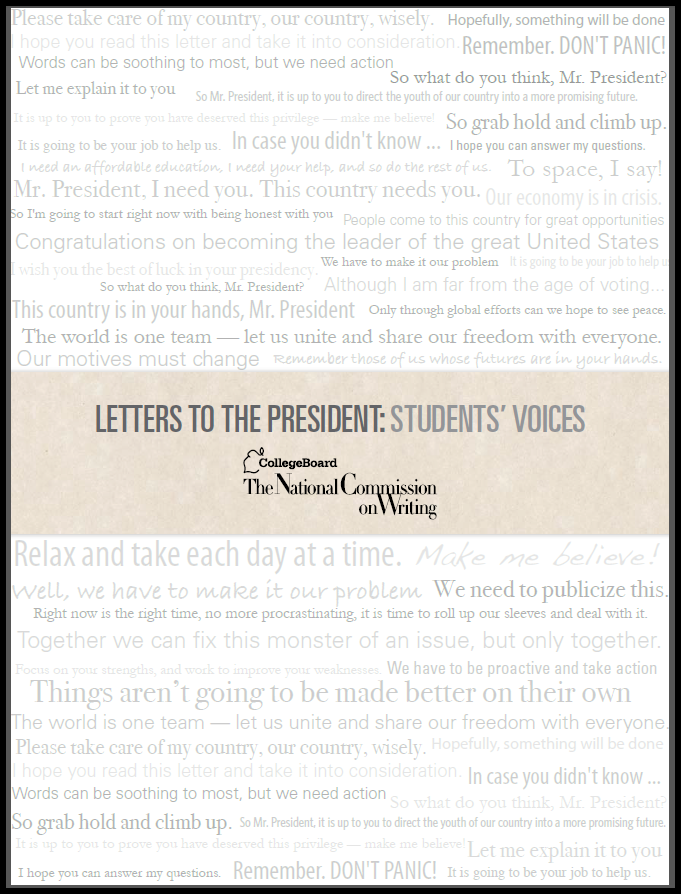 Please take care of my country, our country, wisely. Hopefully, something will be done
I hope you read this letter and take it into consideration. Remember. DON'T PANIC!
Words can be soothing to most, but we need action
So what do you think, Mr. President?
Let me explain it to you So Mr. President, it is up to you to direct the youth of our country into a more promising future.
It is up to you to prove you have deserved this privilege — make me believe! So grab hold and climb up.
It is going to be your job to help us. In case you didn't know ... I hope you can answer my questions.
I need an affordable education, I need your help, and so do the rest of us. To space, I say!
Mr. President, I need you. This country needs you. Our economy is in crisis.
So I'm going to start right now with being honest with you People come to this country for great opportunities
Congratulations on becoming the leader of the great United States
I wish you the best of luck in your presidency. We have to make it our problem It is going to be your job to help us
So what do you think, Mr. President? Although I am far from the age of voting...
This country is in your hands, Mr. President Only through global efforts can we hope to see peace.
The world is one team — let us unite and share our freedom with everyone.
Our motives must change Remember those of us whose futures are in your hands.
LETTERS TO THE PRESIDENT: STUDENTS' VOICES
CollegeBoard
The National Commission
on Writing
Relax and take each day at a time. Make me believe!
Well, we have to make it our problem We need to publicize this.
Right now is the right time, no more procrastinating, it is time to roll up our sleeves and deal with it.
Together we can fix this monster of an issue, but only together.
Focus on your strengths, and work to improve your weaknesses. We have to be proactive and take action
Things aren't going to be made better on their own
The world is one team — let us unite and share our freedom with everyone.
Please take care of my country, our country, wisely. Hopefully, something will be done
I hope you read this letter and take it into consideration. In case you didn't know ...
Words can be soothing to most, but we need action So what do you think, Mr. President?
So grab hold and climb up. So Mr. President, it is up to you to direct the youth of our country into a more promising future.
It is up to you to prove you have deserved this privilege — make me believe! Let me explain it to you
I hope you can answer my questions. Remember. DON'T PANIC! It is going to be your job to help us.